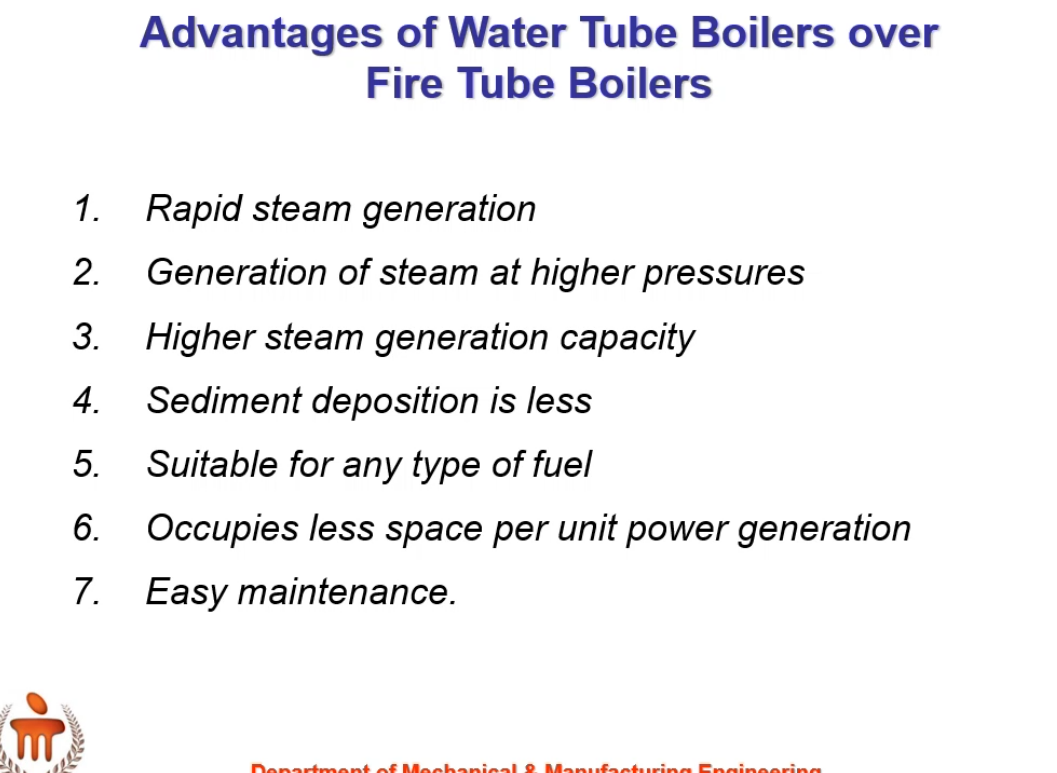 Advantages of Water Tube Boilers over
Fire Tube Boilers
1. Rapid steam generation
2. Generation of steam at higher pressures
3. Higher steam generation capacity
4. Sediment deposition is less
5. Suitable for any type of fuel
6. Occupies less space per unit power generation
7. Easy maintenance.
Department of Mechanical & Manufacturing Engineering